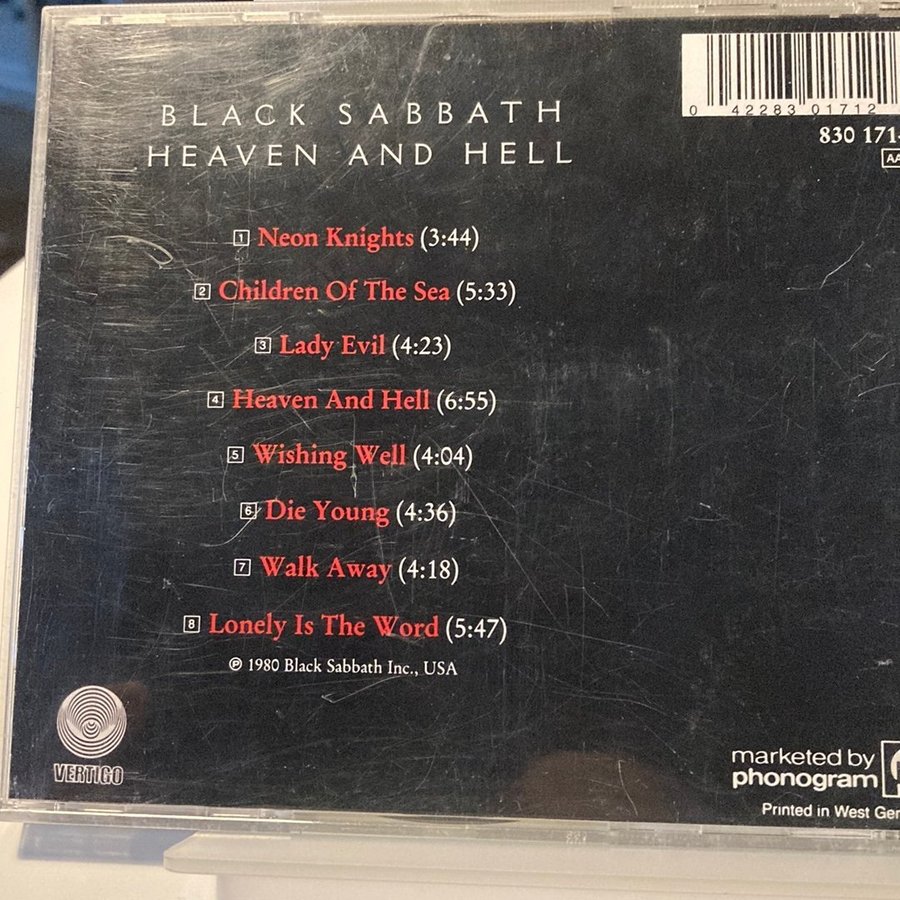 BLACK SABBATH
HEAVEN AND HELL
0 42283 01712
830 171-
AA
1 Neon Knights (3:44)
2 Children Of The Sea (5:33)
3 Lady Evil (4:23)
4 Heaven And Hell (6:55)
5 Wishing Well (4:04)
6 Die Young (4:36)
7 Walk Away (4:18)
8 Lonely Is The Word (5:47)
℗ 1980 Black Sabbath Inc., USA
VERTIGO
marketed by
phonogram
Printed in West Ger